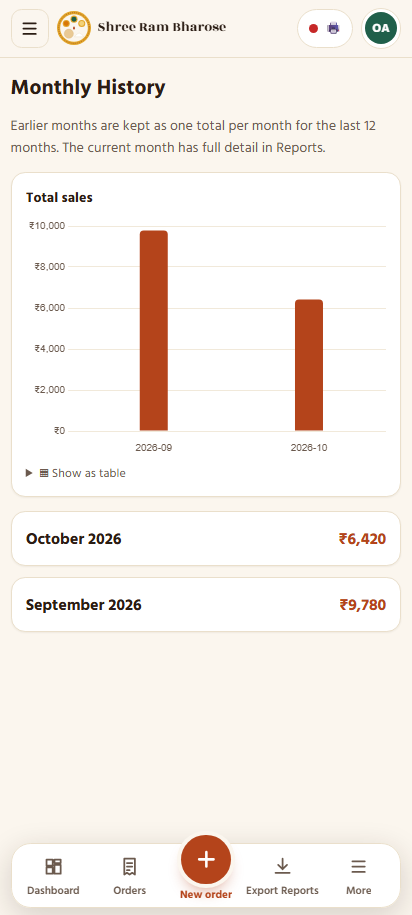 Shree Ram Bharose
OA
Monthly History
Earlier months are kept as one total per month for the last 12
months. The current month has full detail in Reports.
Total sales
₹10,000
₹8,000
₹6,000
₹4,000
₹2,000
₹0
2026-09
2026-10
Show as table
October 2026
₹6,420
September 2026
₹9,780
Dashboard
Orders
New order
Export Reports
More